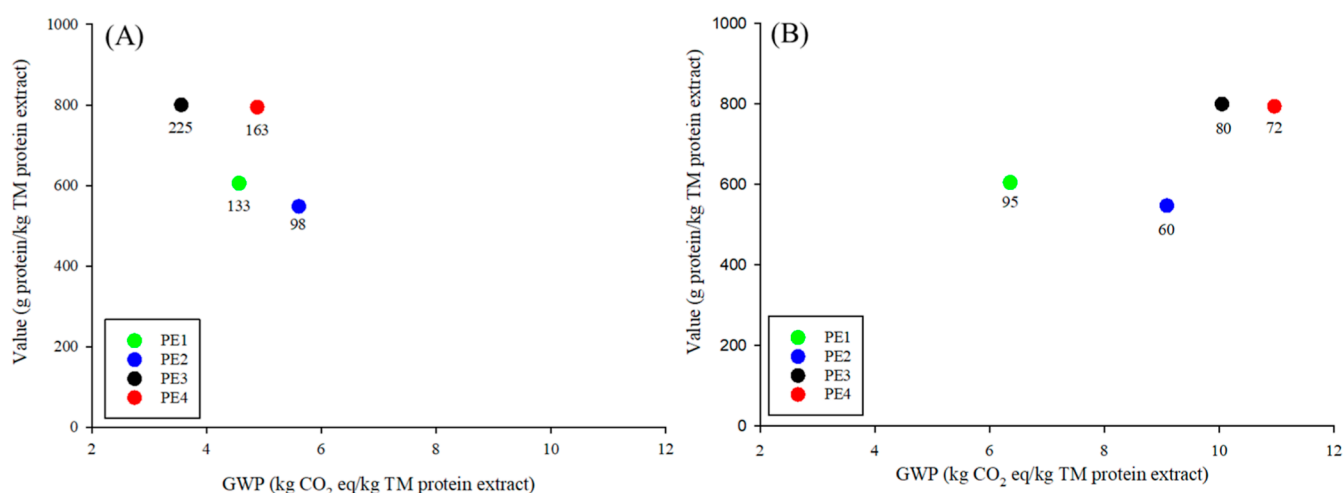 (A)
Value (g protein/kg TM protein extract)
1000
800
600
400
200
0
225
163
133
98
PE1
PE2
PE3
PE4
2 4 6 8 10 12
GWP (kg CO₂ eq/kg TM protein extract)
(B)
Value (g protein/kg TM protein extract)
1000
800
600
400
200
0
80
72
95
60
PE1
PE2
PE3
PE4
2 4 6 8 10 12
GWP (kg CO₂ eq/kg TM protein extract)